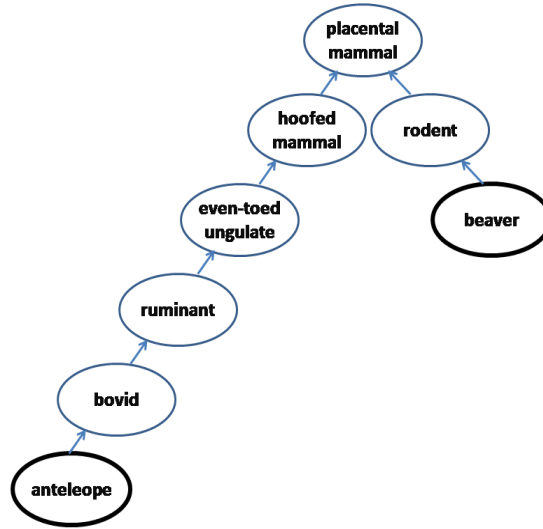 placental
mammal
hoofed
mammal
rodent
even-toed
ungulate
beaver
ruminant
bovid
anteleope